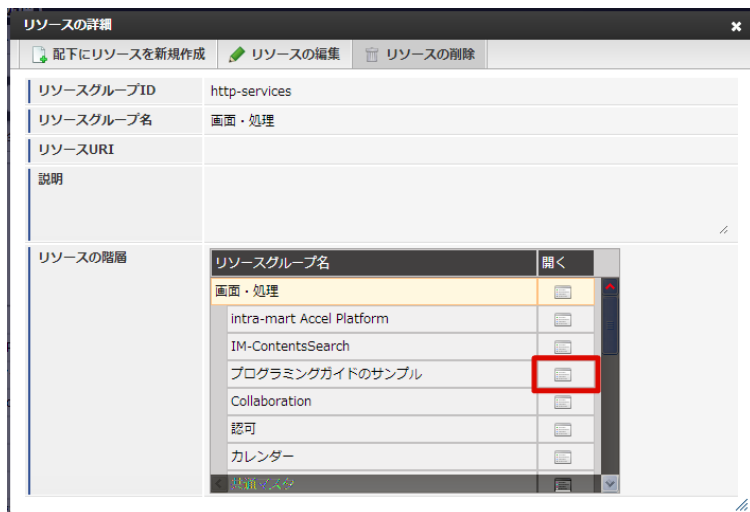 リソースの詳細
配下にリソースを新規作成 リソースの編集 リソースの削除
リソースグループID http-services
リソースグループ名 画面・処理
リソースURI
説明
リソースの階層
リソースグループ名 開く
画面・処理
intra-mart Accel Platform
IM-ContentsSearch
プログラミングガイドのサンプル
Collaboration
認可
カレンダー
共通マスタ